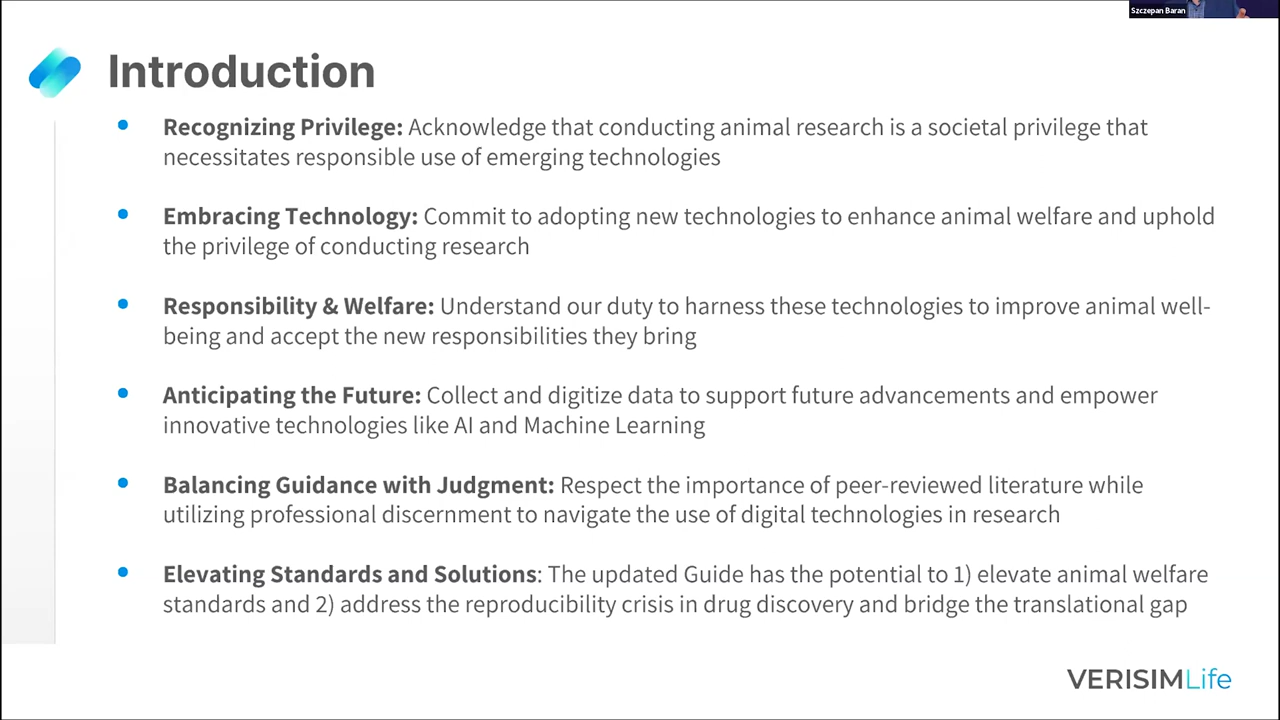 Szczepan Baran
Introduction
Recognizing Privilege: Acknowledge that conducting animal research is a societal privilege that
necessitates responsible use of emerging technologies
Embracing Technology: Commit to adopting new technologies to enhance animal welfare and uphold
the privilege of conducting research
Responsibility & Welfare: Understand our duty to harness these technologies to improve animal well-
being and accept the new responsibilities they bring
Anticipating the Future: Collect and digitize data to support future advancements and empower
innovative technologies like AI and Machine Learning
Balancing Guidance with Judgment: Respect the importance of peer-reviewed literature while
utilizing professional discernment to navigate the use of digital technologies in research
Elevating Standards and Solutions: The updated Guide has the potential to 1) elevate animal welfare
standards and 2) address the reproducibility crisis in drug discovery and bridge the translational gap
VERISIMLife